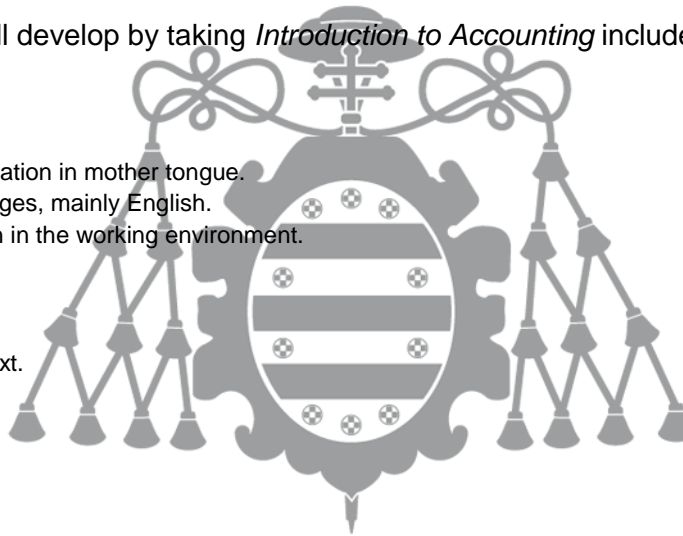 ll develop by taking Introduction to Accounting include
ation in mother tongue.
ges, mainly English.
n in the working environment.
xt.